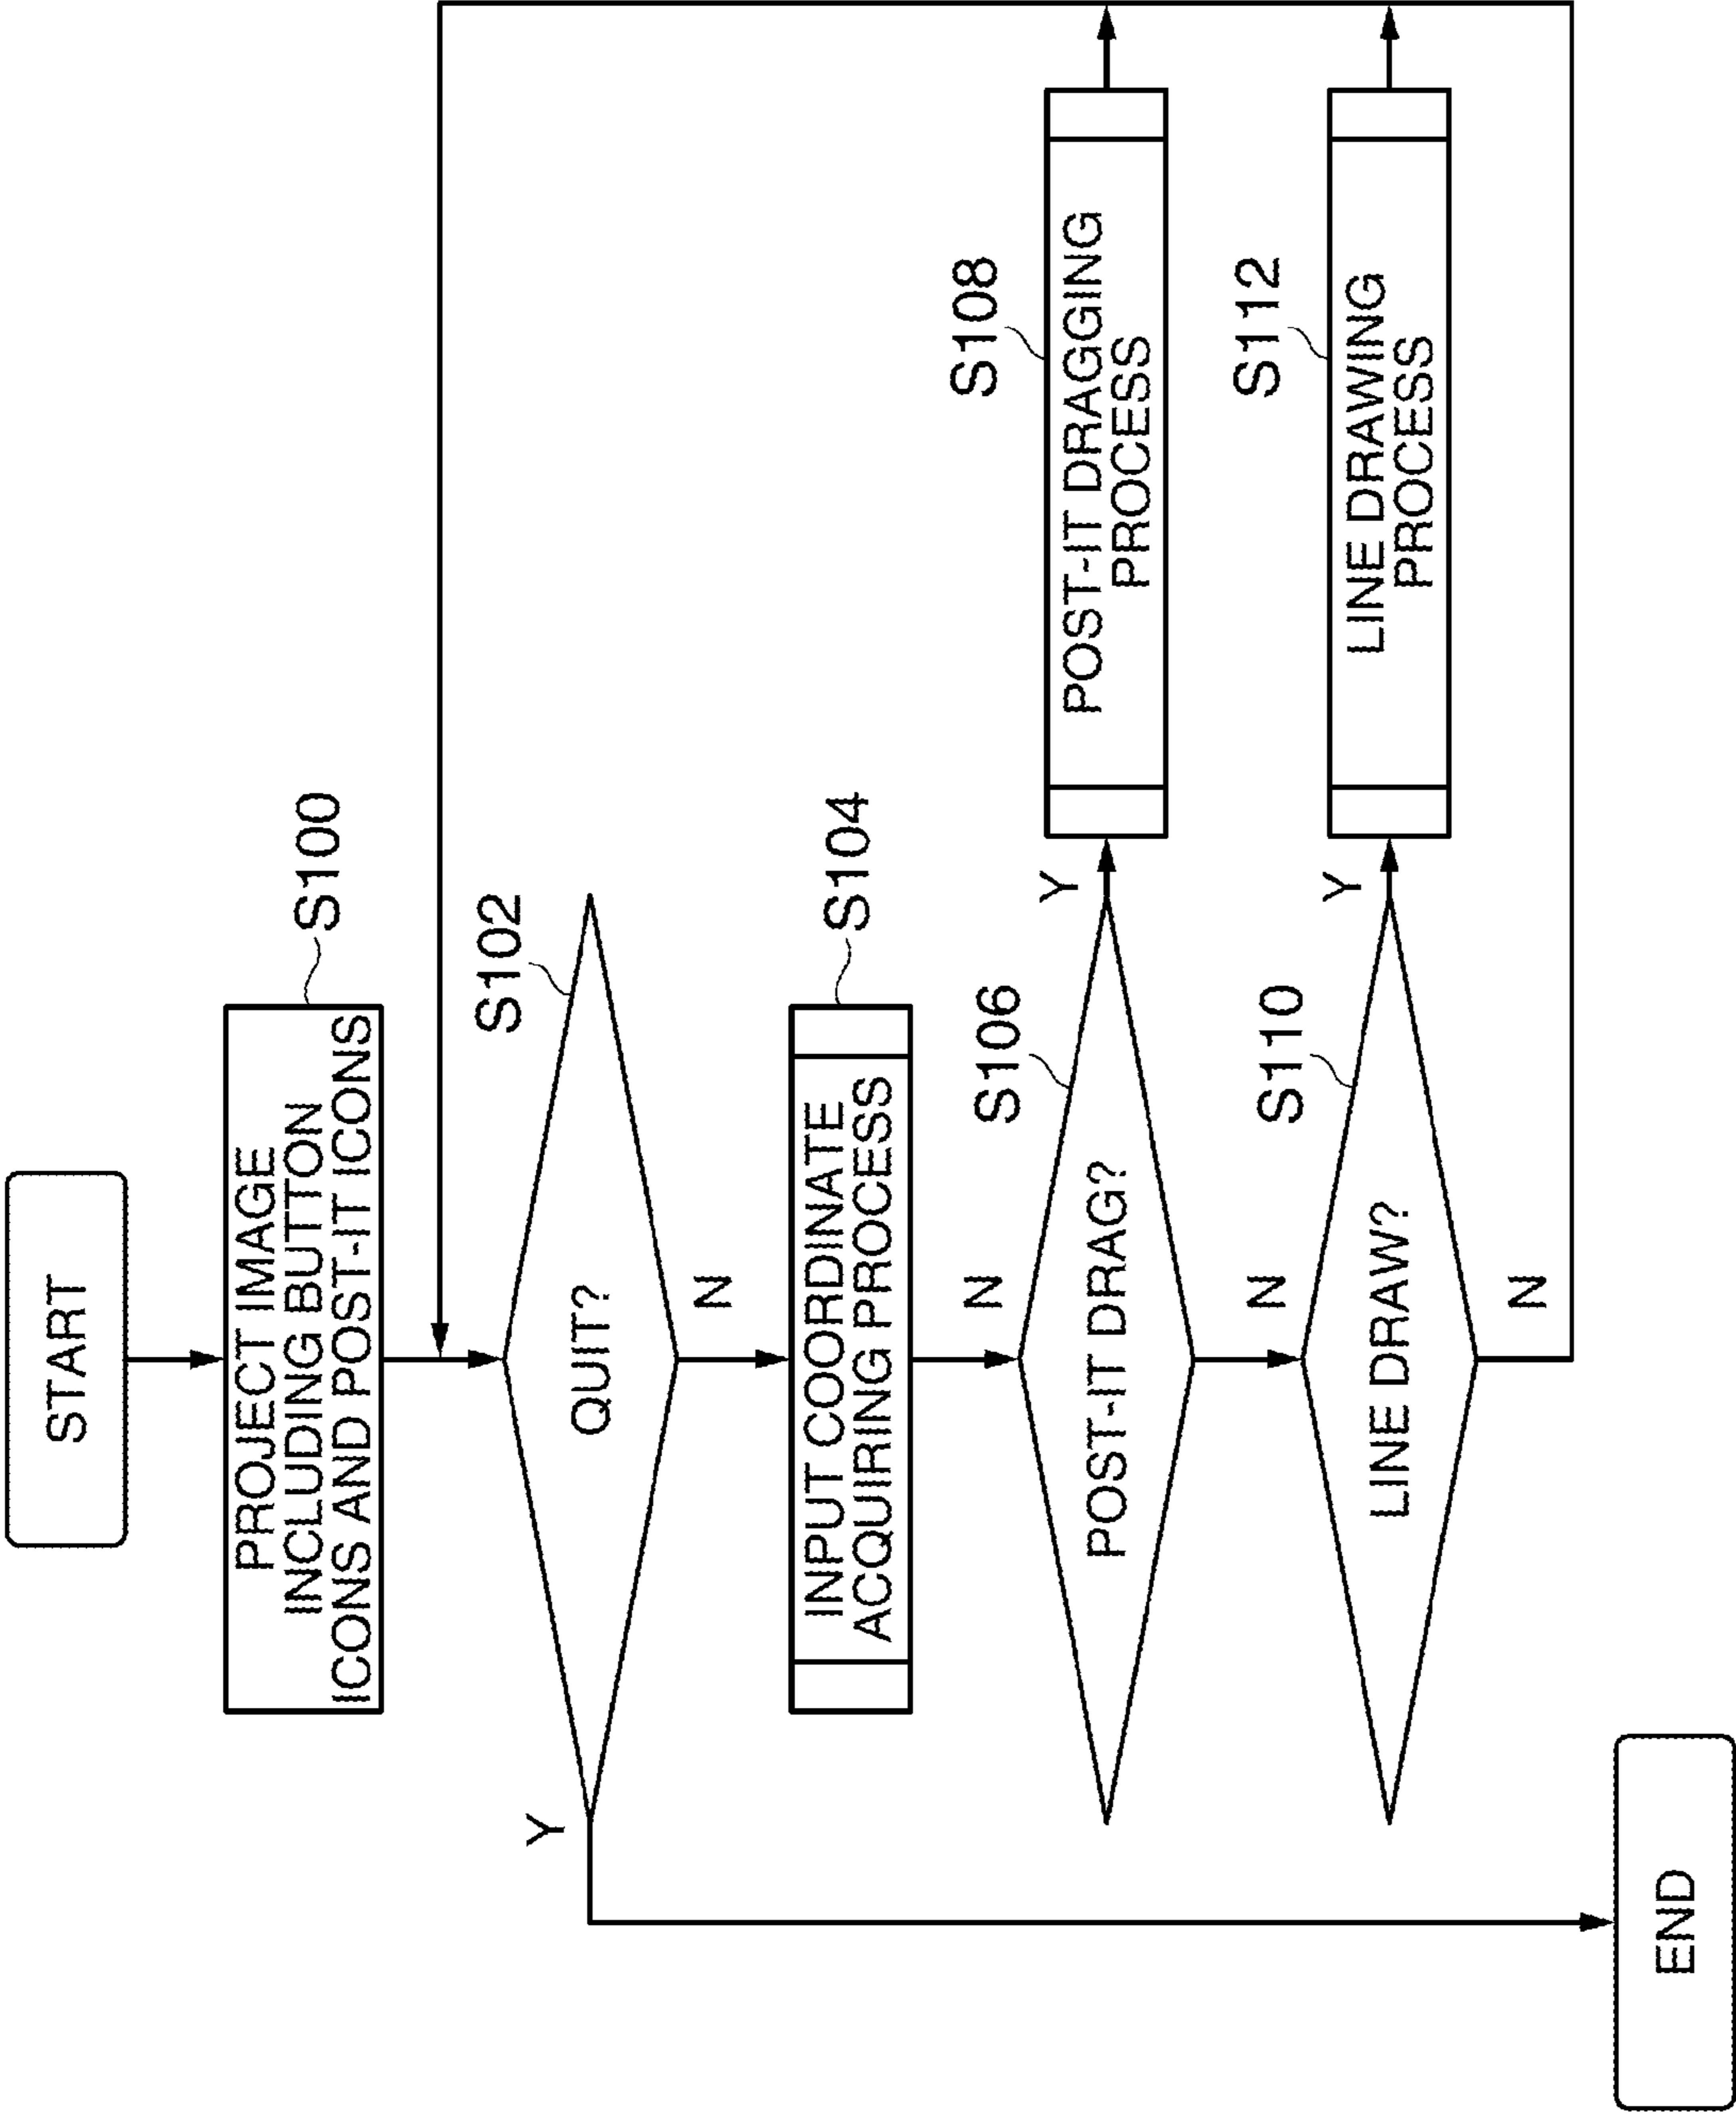 START
PROJECT IMAGE
INCLUDING BUTTON
ICONS AND POST-IT ICONS
S100
QUIT?
S102
Y
N
INPUT COORDINATE
ACQUIRING PROCESS
S104
N
POST-IT DRAG?
S106
Y
POST-IT DRAGGING
PROCESS
S108
N
LINE DRAW?
S110
Y
LINE DRAWING
PROCESS
S112
N
END